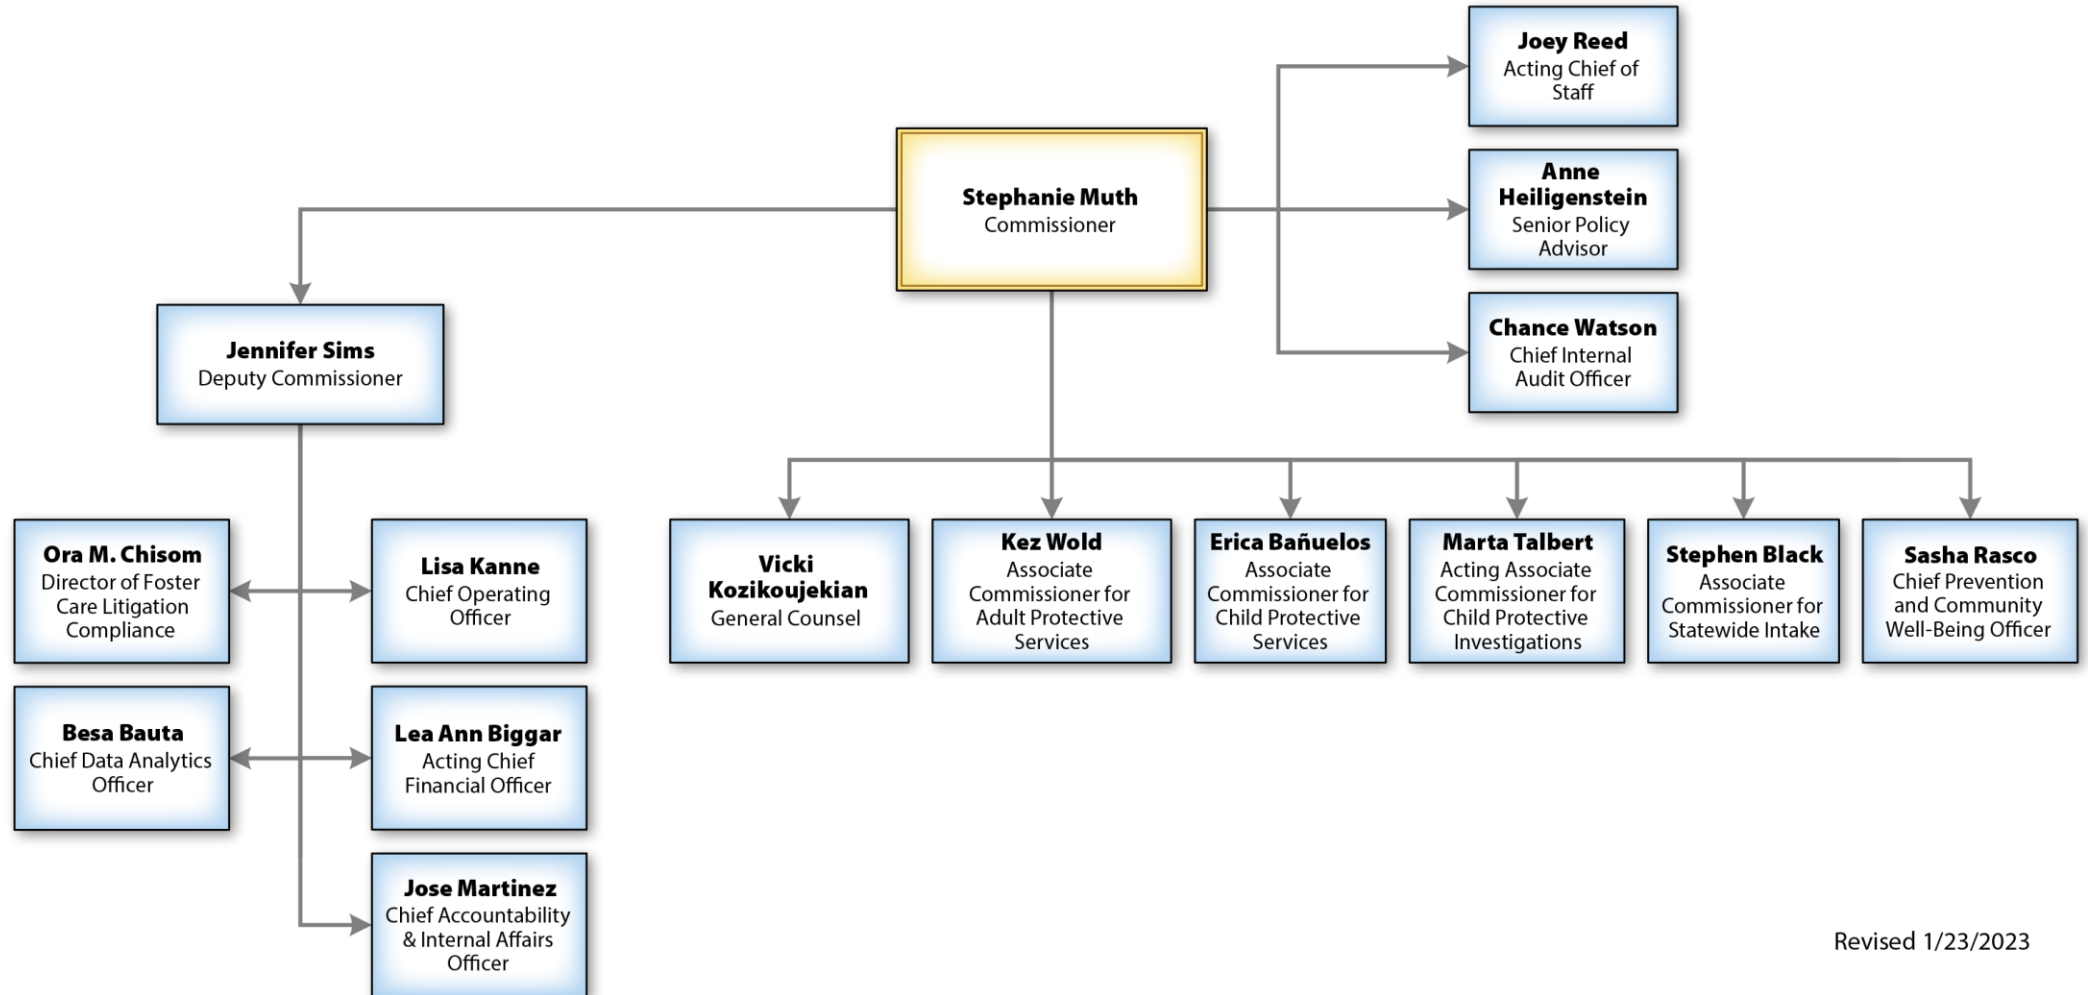 Joey Reed
Acting Chief of
Staff
Anne
Heiligenstein
Senior Policy
Advisor
Chance Watson
Chief Internal
Audit Officer
Stephanie Muth
Commissioner
Jennifer Sims
Deputy Commissioner
Ora M. Chisom
Director of Foster
Care Litigation
Compliance
Lisa Kanne
Chief Operating
Officer
Besa Bauta
Chief Data Analytics
Officer
Lea Ann Biggar
Acting Chief
Financial Officer
Jose Martinez
Chief Accountability
& Internal Affairs
Officer
Vicki
Kozikoujekian
General Counsel
Kez Wold
Associate
Commissioner for
Adult Protective
Services
Erica Bañuelos
Associate
Commissioner for
Child Protective
Services
Marta Talbert
Acting Associate
Commissioner for
Child Protective
Investigations
Stephen Black
Associate
Commissioner for
Statewide Intake
Sasha Rasco
Chief Prevention
and Community
Well-Being Officer
Revised 1/23/2023